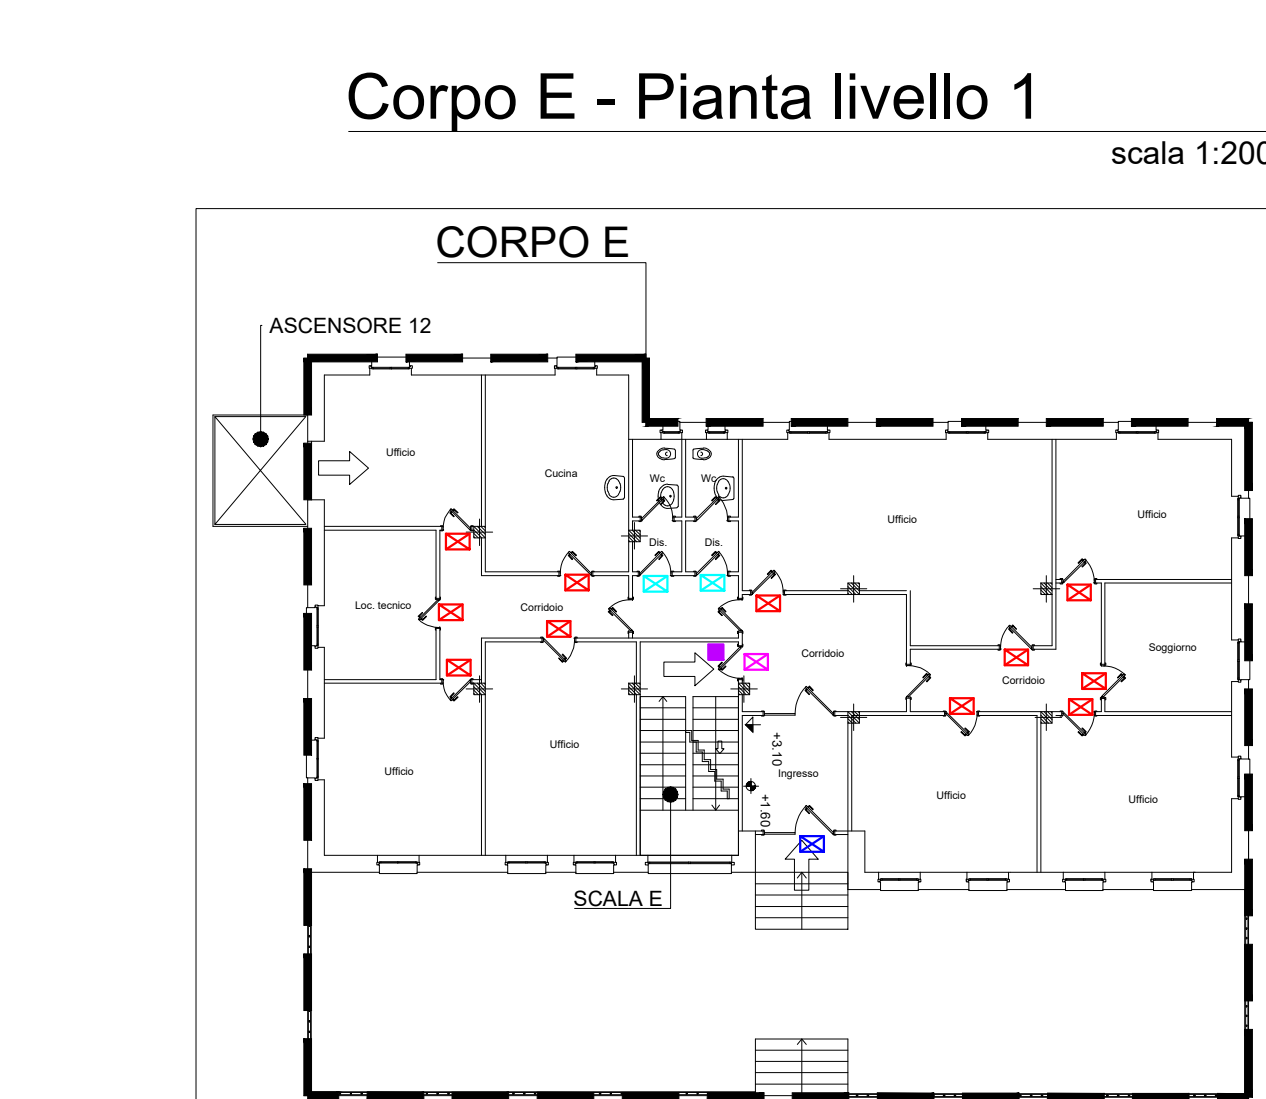 Corpo E - Pianta livello 1
scala 1:200
CORPO E
ASCENSORE 12
Ufficio
Cucina
Wc
Wc
Ufficio
Ufficio
Dis.
Dis.
Loc. tecnico
Corridoio
Corridoio
Soggiorno
Corridoio
Ufficio
Ufficio
+3.10
Ingresso
+1.60
Ufficio
Ufficio
SCALA E